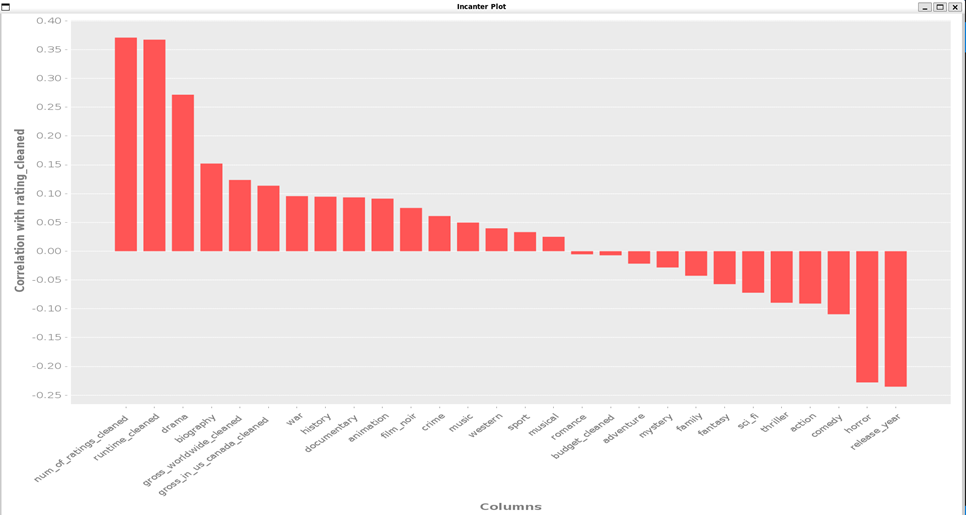 Incanter Plot
Correlation with rating_cleaned
0.40
0.35
0.30
0.25
0.20
0.15
0.10
0.05
0.00
-0.05
-0.10
-0.15
-0.20
-0.25
num_of_ratings_cleaned
runtime_cleaned
drama
biography
gross_worldwide_cleaned
gross_in_us_canada_cleaned
war
history
documentary
animation
film_noir
crime
music
western
sport
musical
romance
budget_cleaned
adventure
mystery
family
fantasy
sci_fi
thriller
action
comedy
horror
release_year
Columns